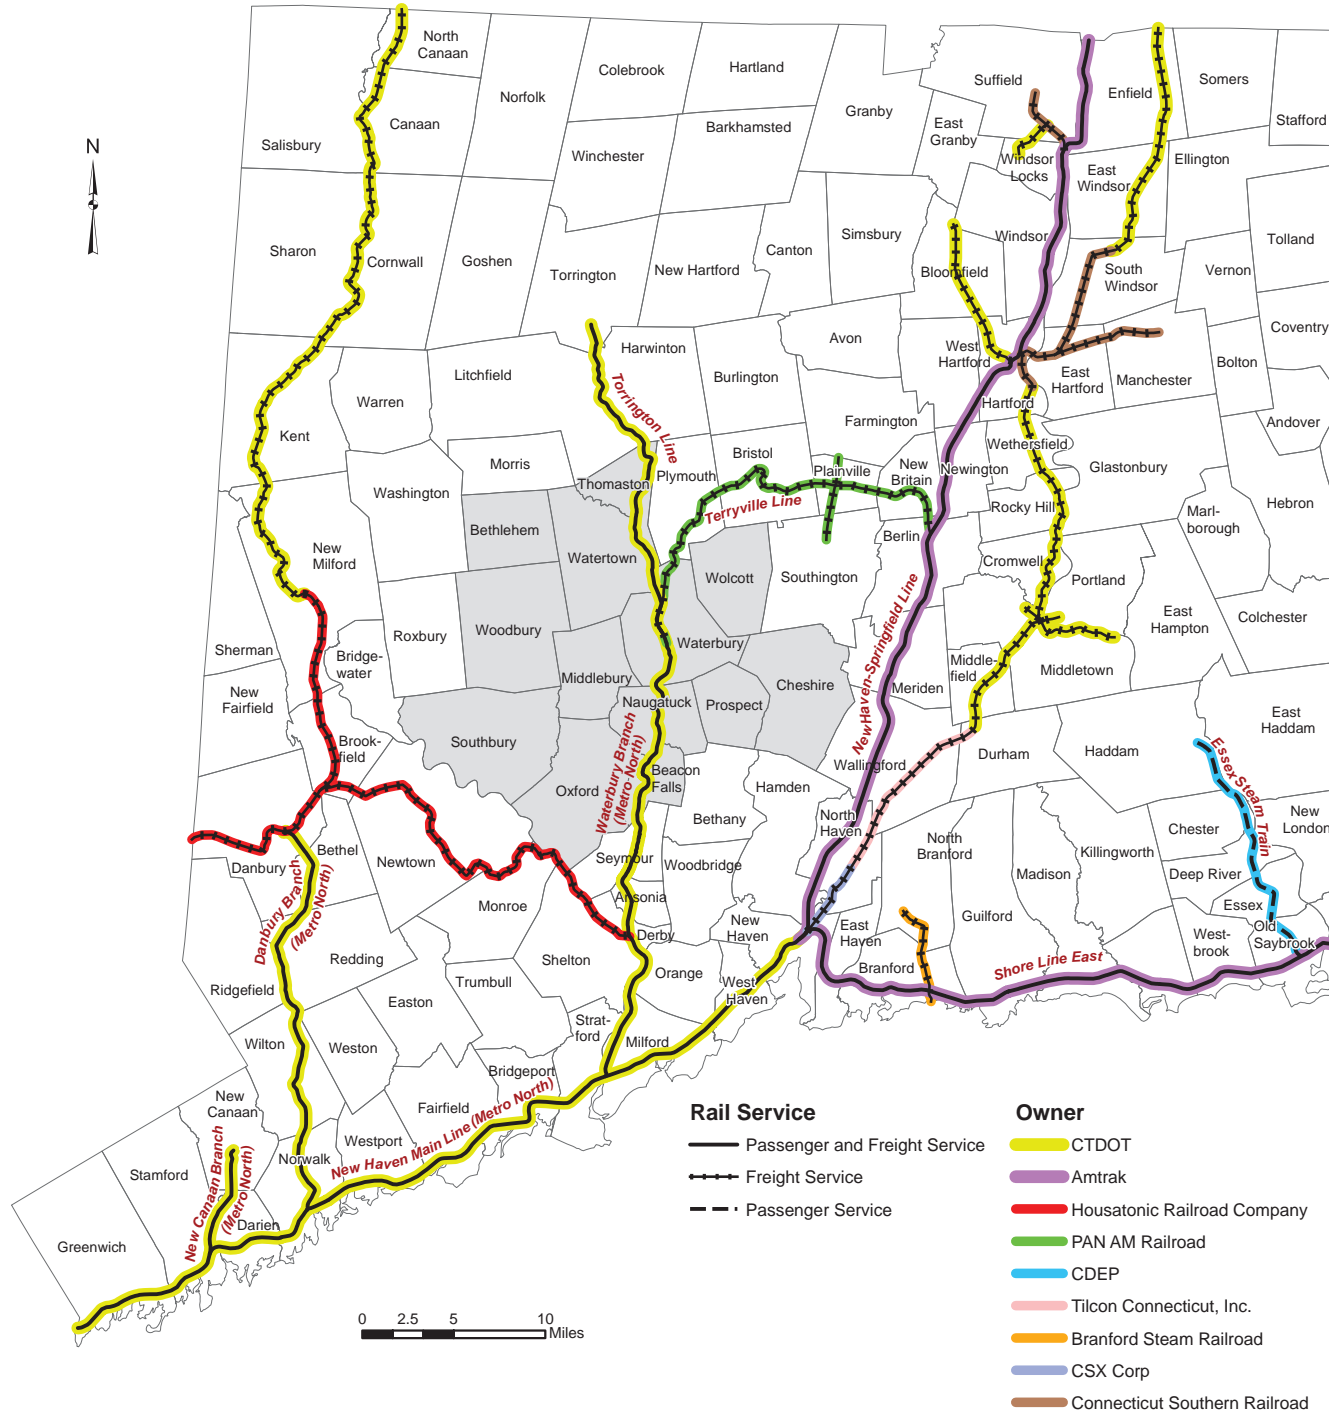 North
Canaan
Colebrook
Hartland
Norfolk
Canaan
Salisbury
Barkhamsted
Winchester
Granby
East
Granby
Suffield
Enfield
Somers
Stafford
Windsor
Locks
East
Windsor
Ellington
N
Sharon
Cornwall
Goshen
Torrington
New Hartford
Canton
Simsbury
Bloomfield
Windsor
South
Windsor
Vernon
Tolland
Harwinton
Litchfield
Warren
Kent
Burlington
Avon
West
Hartford
East
Hartford
Manchester
Bolton
Coventry
Hartford
Farmington
Andover
Torrington Line
Morris
Washington
Thomaston
Plymouth
Bristol
Plainville
New
Britain
Newington
Wethersfield
Glastonbury
Rocky Hill
Marl-
borough
Hebron
Terryville Line
Bethlehem
Watertown
Wolcott
Southington
Berlin
Cromwell
Portland
New
Milford
Woodbury
Roxbury
Waterbury
East
Hampton
Colchester
Sherman
Bridge-
water
Middlebury
Naugatuck
Prospect
Cheshire
Meriden
Middle-
field
Middletown
New
Fairfield
NewHaven-Springfield Line
Brook-
field
Southbury
Oxford
Waterbury Branch
(Metro-North)
Beacon
Falls
Hamden
Wallingford
Durham
Haddam
East
Haddam
Essex Steam Train
Bethany
North
Haven
North
Branford
Killingworth
Chester
New
London
Danbury
Bethel
Newtown
Seymour
Woodbridge
Madison
Deep River
Essex
Danbury Branch
(Metro North)
Monroe
Ansonia
Derby
New
Haven
East
Haven
Guilford
West-
brook
Old
Saybrook
Redding
Shelton
Orange
Branford
Shore Line East
Ridgefield
Easton
Trumbull
West
Haven
Wilton
Weston
Strat-
ford
Milford
Bridgeport
New
Canaan
Fairfield
Westport
New Haven Main Line (Metro North)
Stamford
Norwalk
New Canaan Branch
(Metro North)
Darien
Greenwich
0 2.5 5 10
Miles
Rail Service
Passenger and Freight Service
Freight Service
Passenger Service
Owner
CTDOT
Amtrak
Housatonic Railroad Company
PAN AM Railroad
CDEP
Tilcon Connecticut, Inc.
Branford Steam Railroad
CSX Corp
Connecticut Southern Railroad